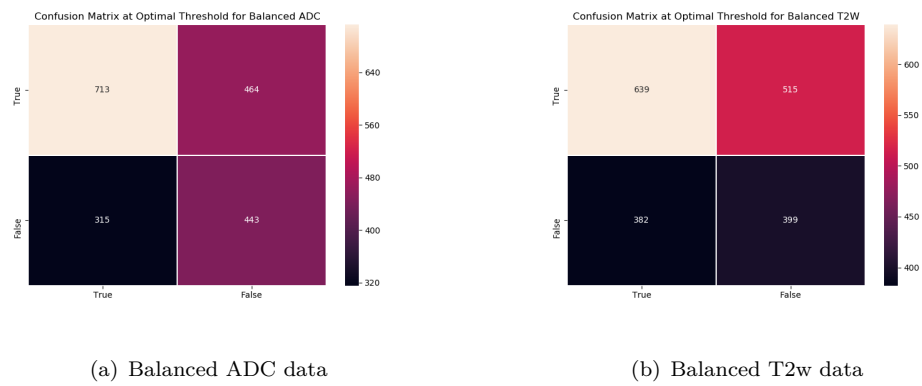 Confusion Matrix at Optimal Threshold for Balanced ADC
True
713
464
False
315
443
True
False
640
560
480
400
320
Confusion Matrix at Optimal Threshold for Balanced T2W
True
639
515
False
382
399
True
False
600
550
500
450
400
(a) Balanced ADC data
(b) Balanced T2w data